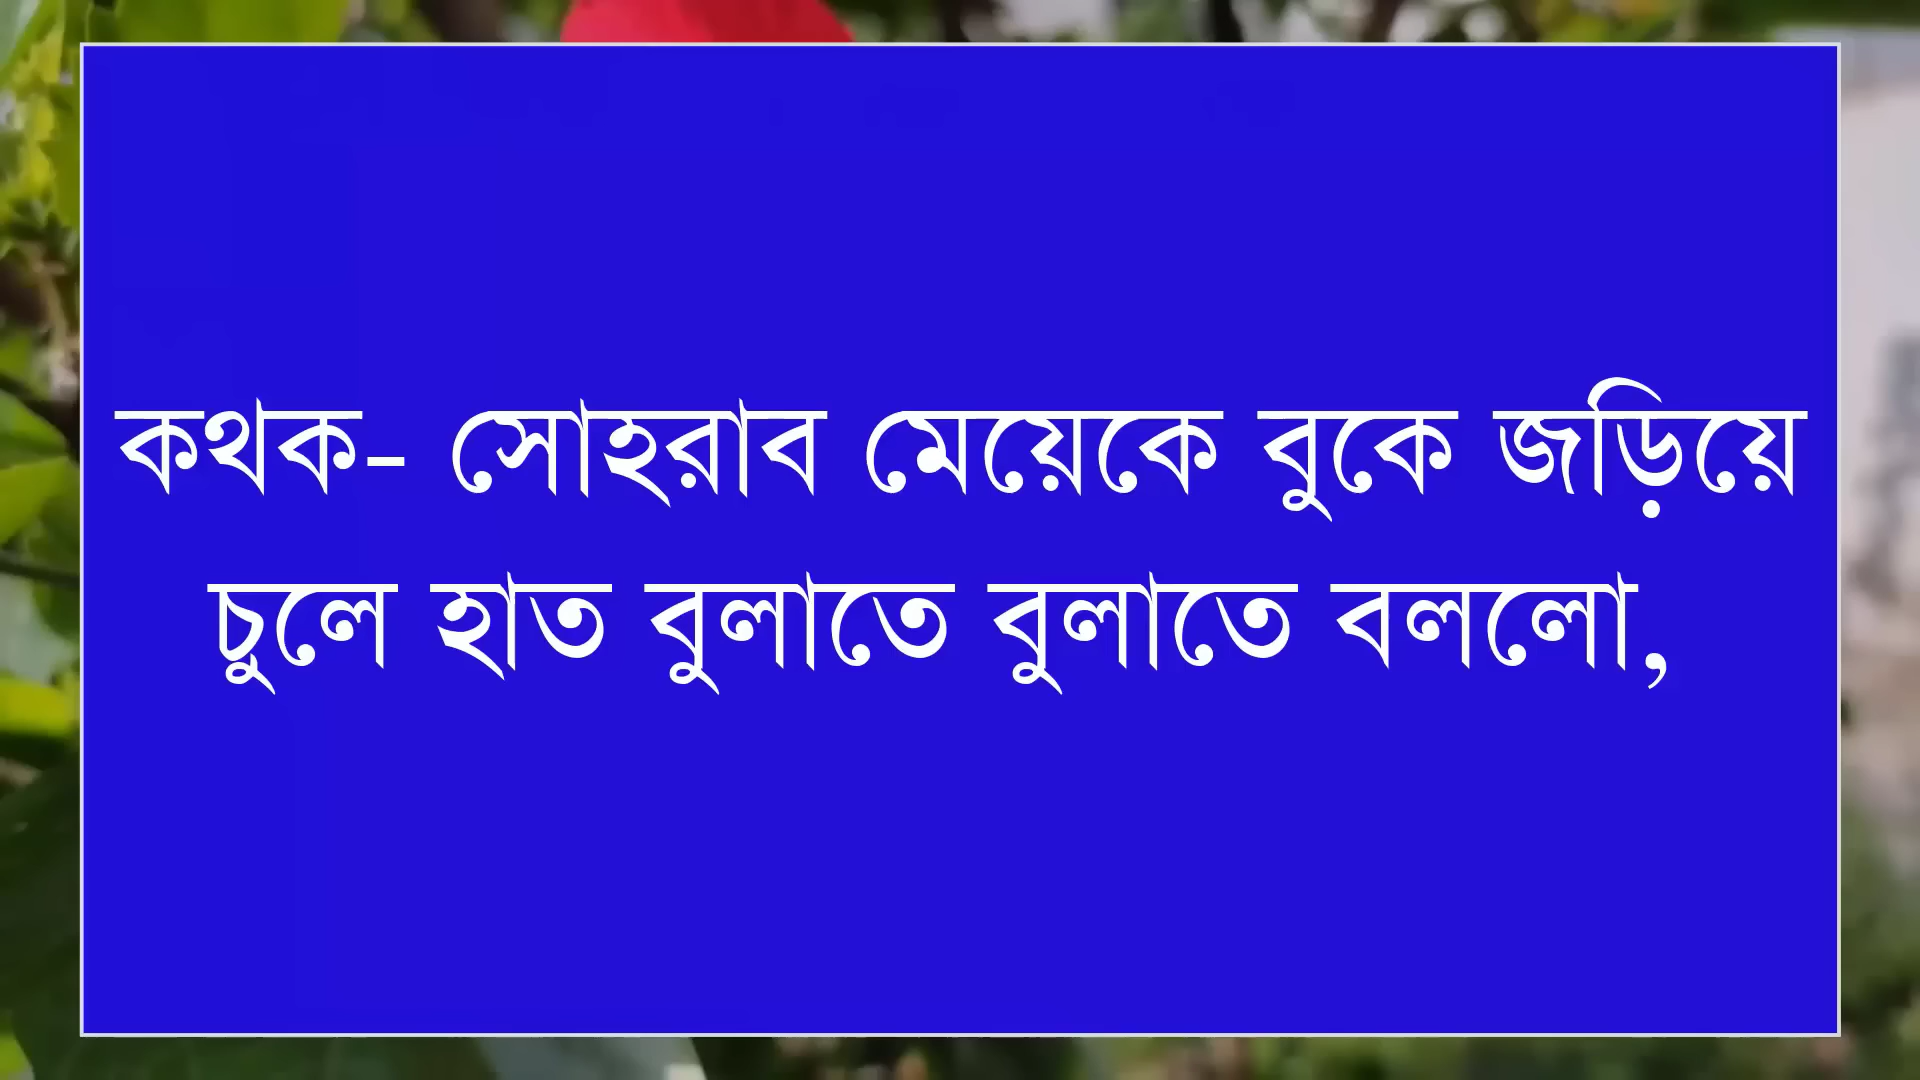 কথক- সোহরাব মেয়েকে বুকে জড়িয়ে
চুলে হাত বুলাতে বুলাতে বললো,